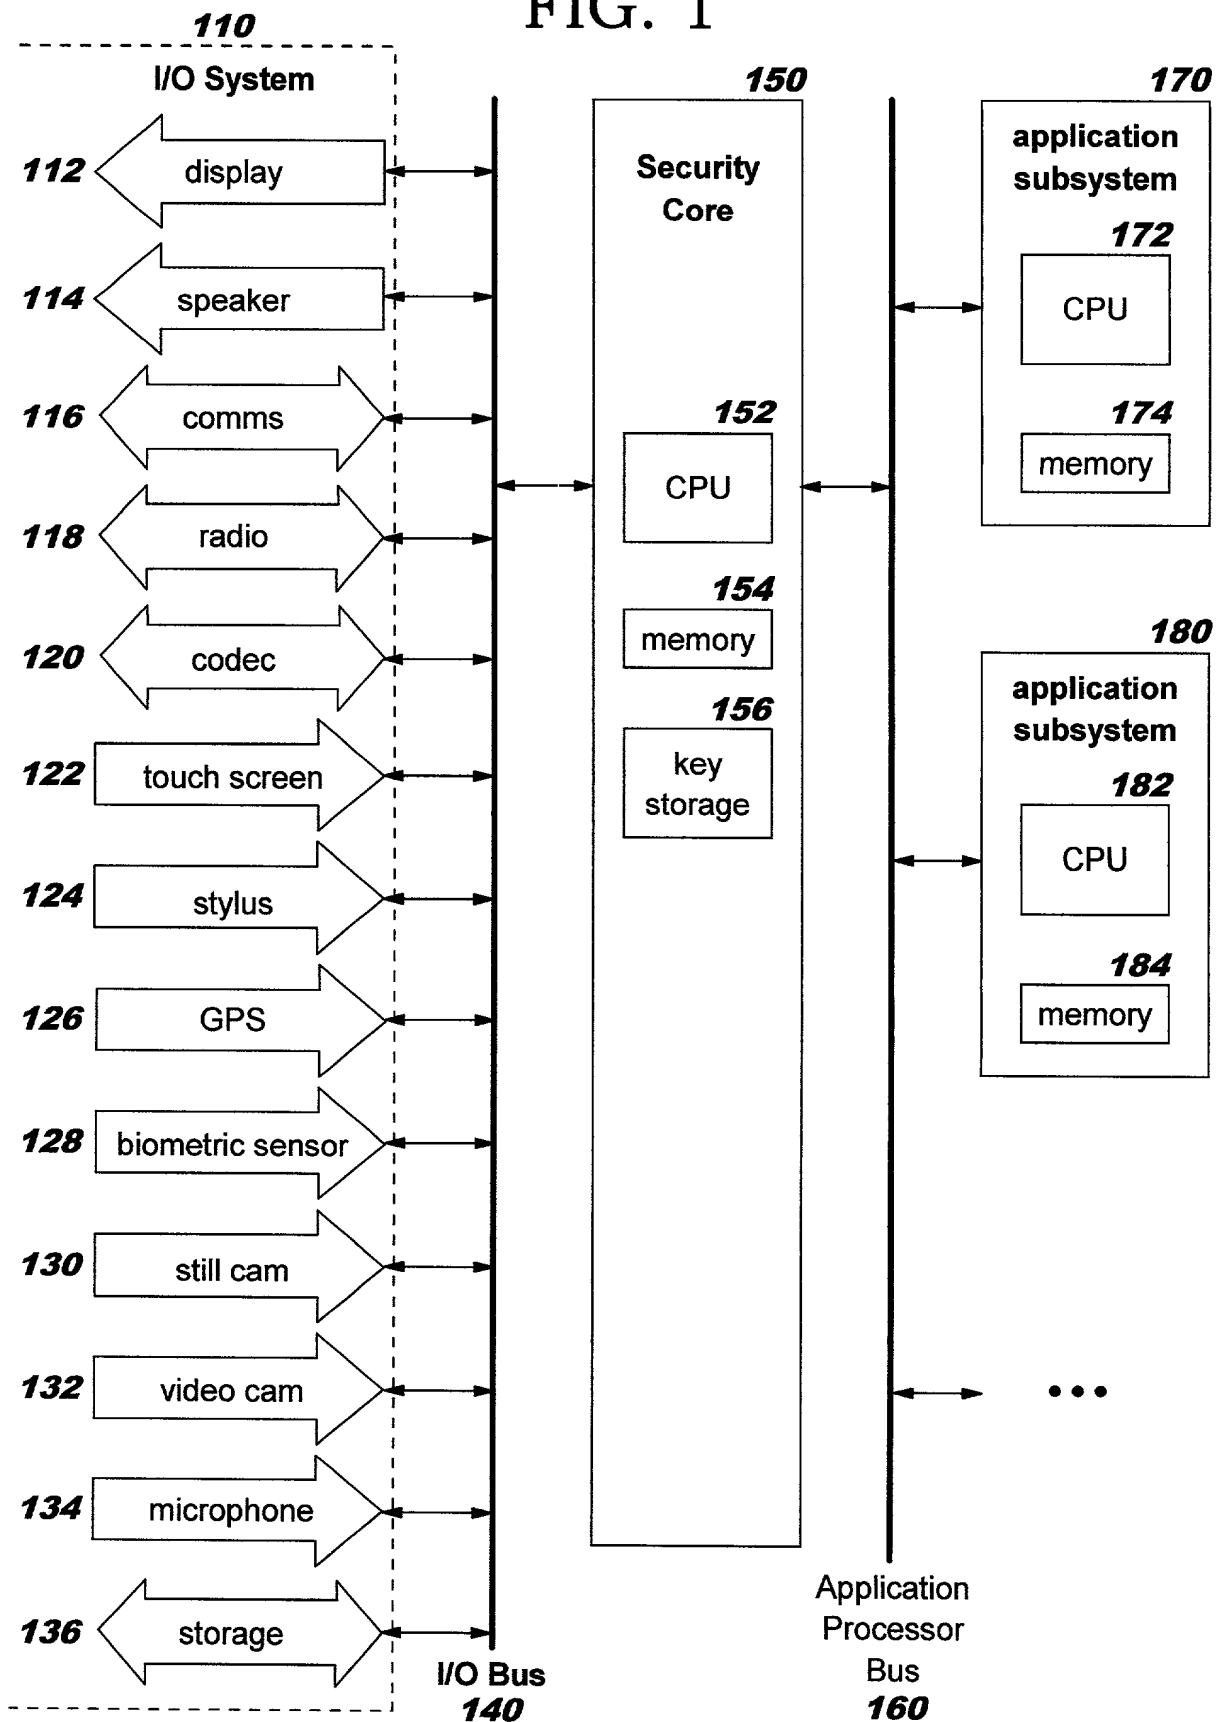 FIG. 1
110
I/O System
112
display
114
speaker
116
comms
118
radio
120
codec
122
touch screen
124
stylus
126
GPS
128
biometric sensor
130
still cam
132
video cam
134
microphone
136
storage
I/O Bus
140
150
Security
Core
152
CPU
154
memory
156
key
storage
Application
Processor
Bus
160
170
application
subsystem
172
CPU
174
memory
180
application
subsystem
182
CPU
184
memory
•••